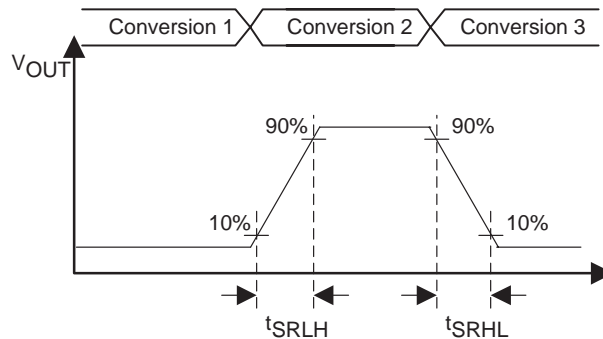 Conversion 1 Conversion 2 Conversion 3
VOUT
90% 90%
10% 10%
tSRLH tSRHL